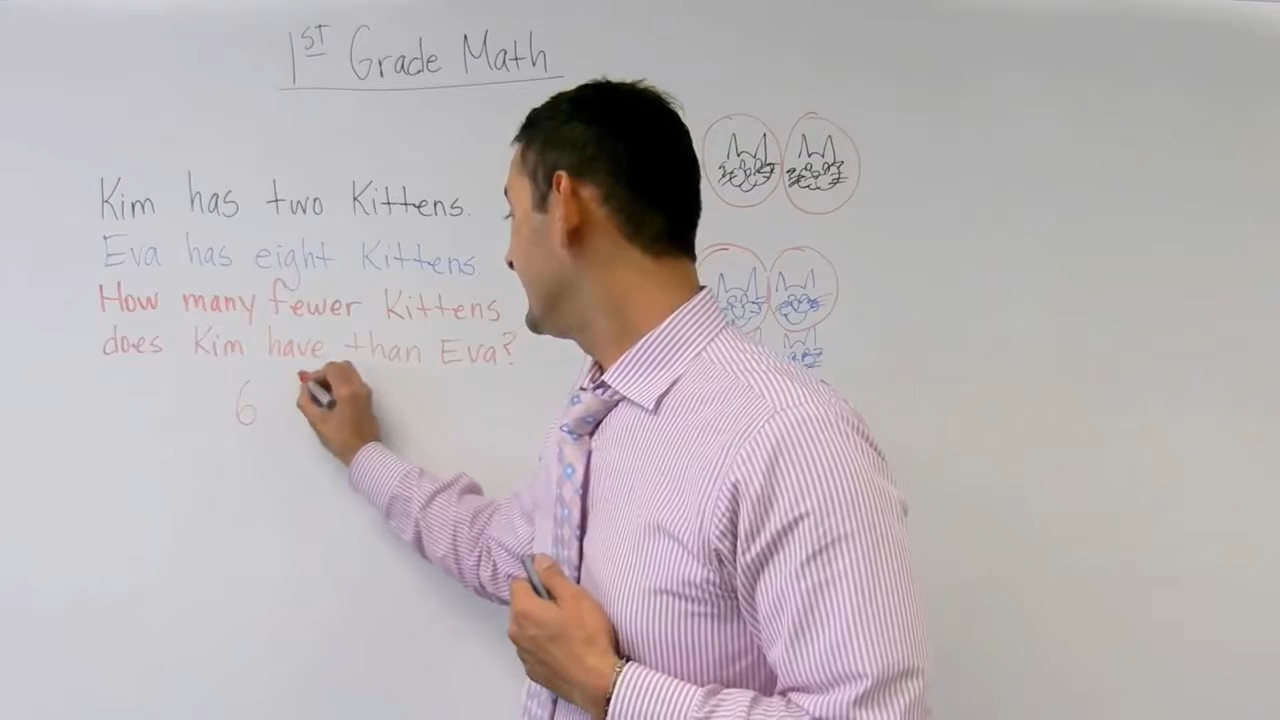 1ST Grade Math
Kim has two Kittens.
Eva has eight Kittens
How many fewer Kittens
does Kim have than Eva?
6